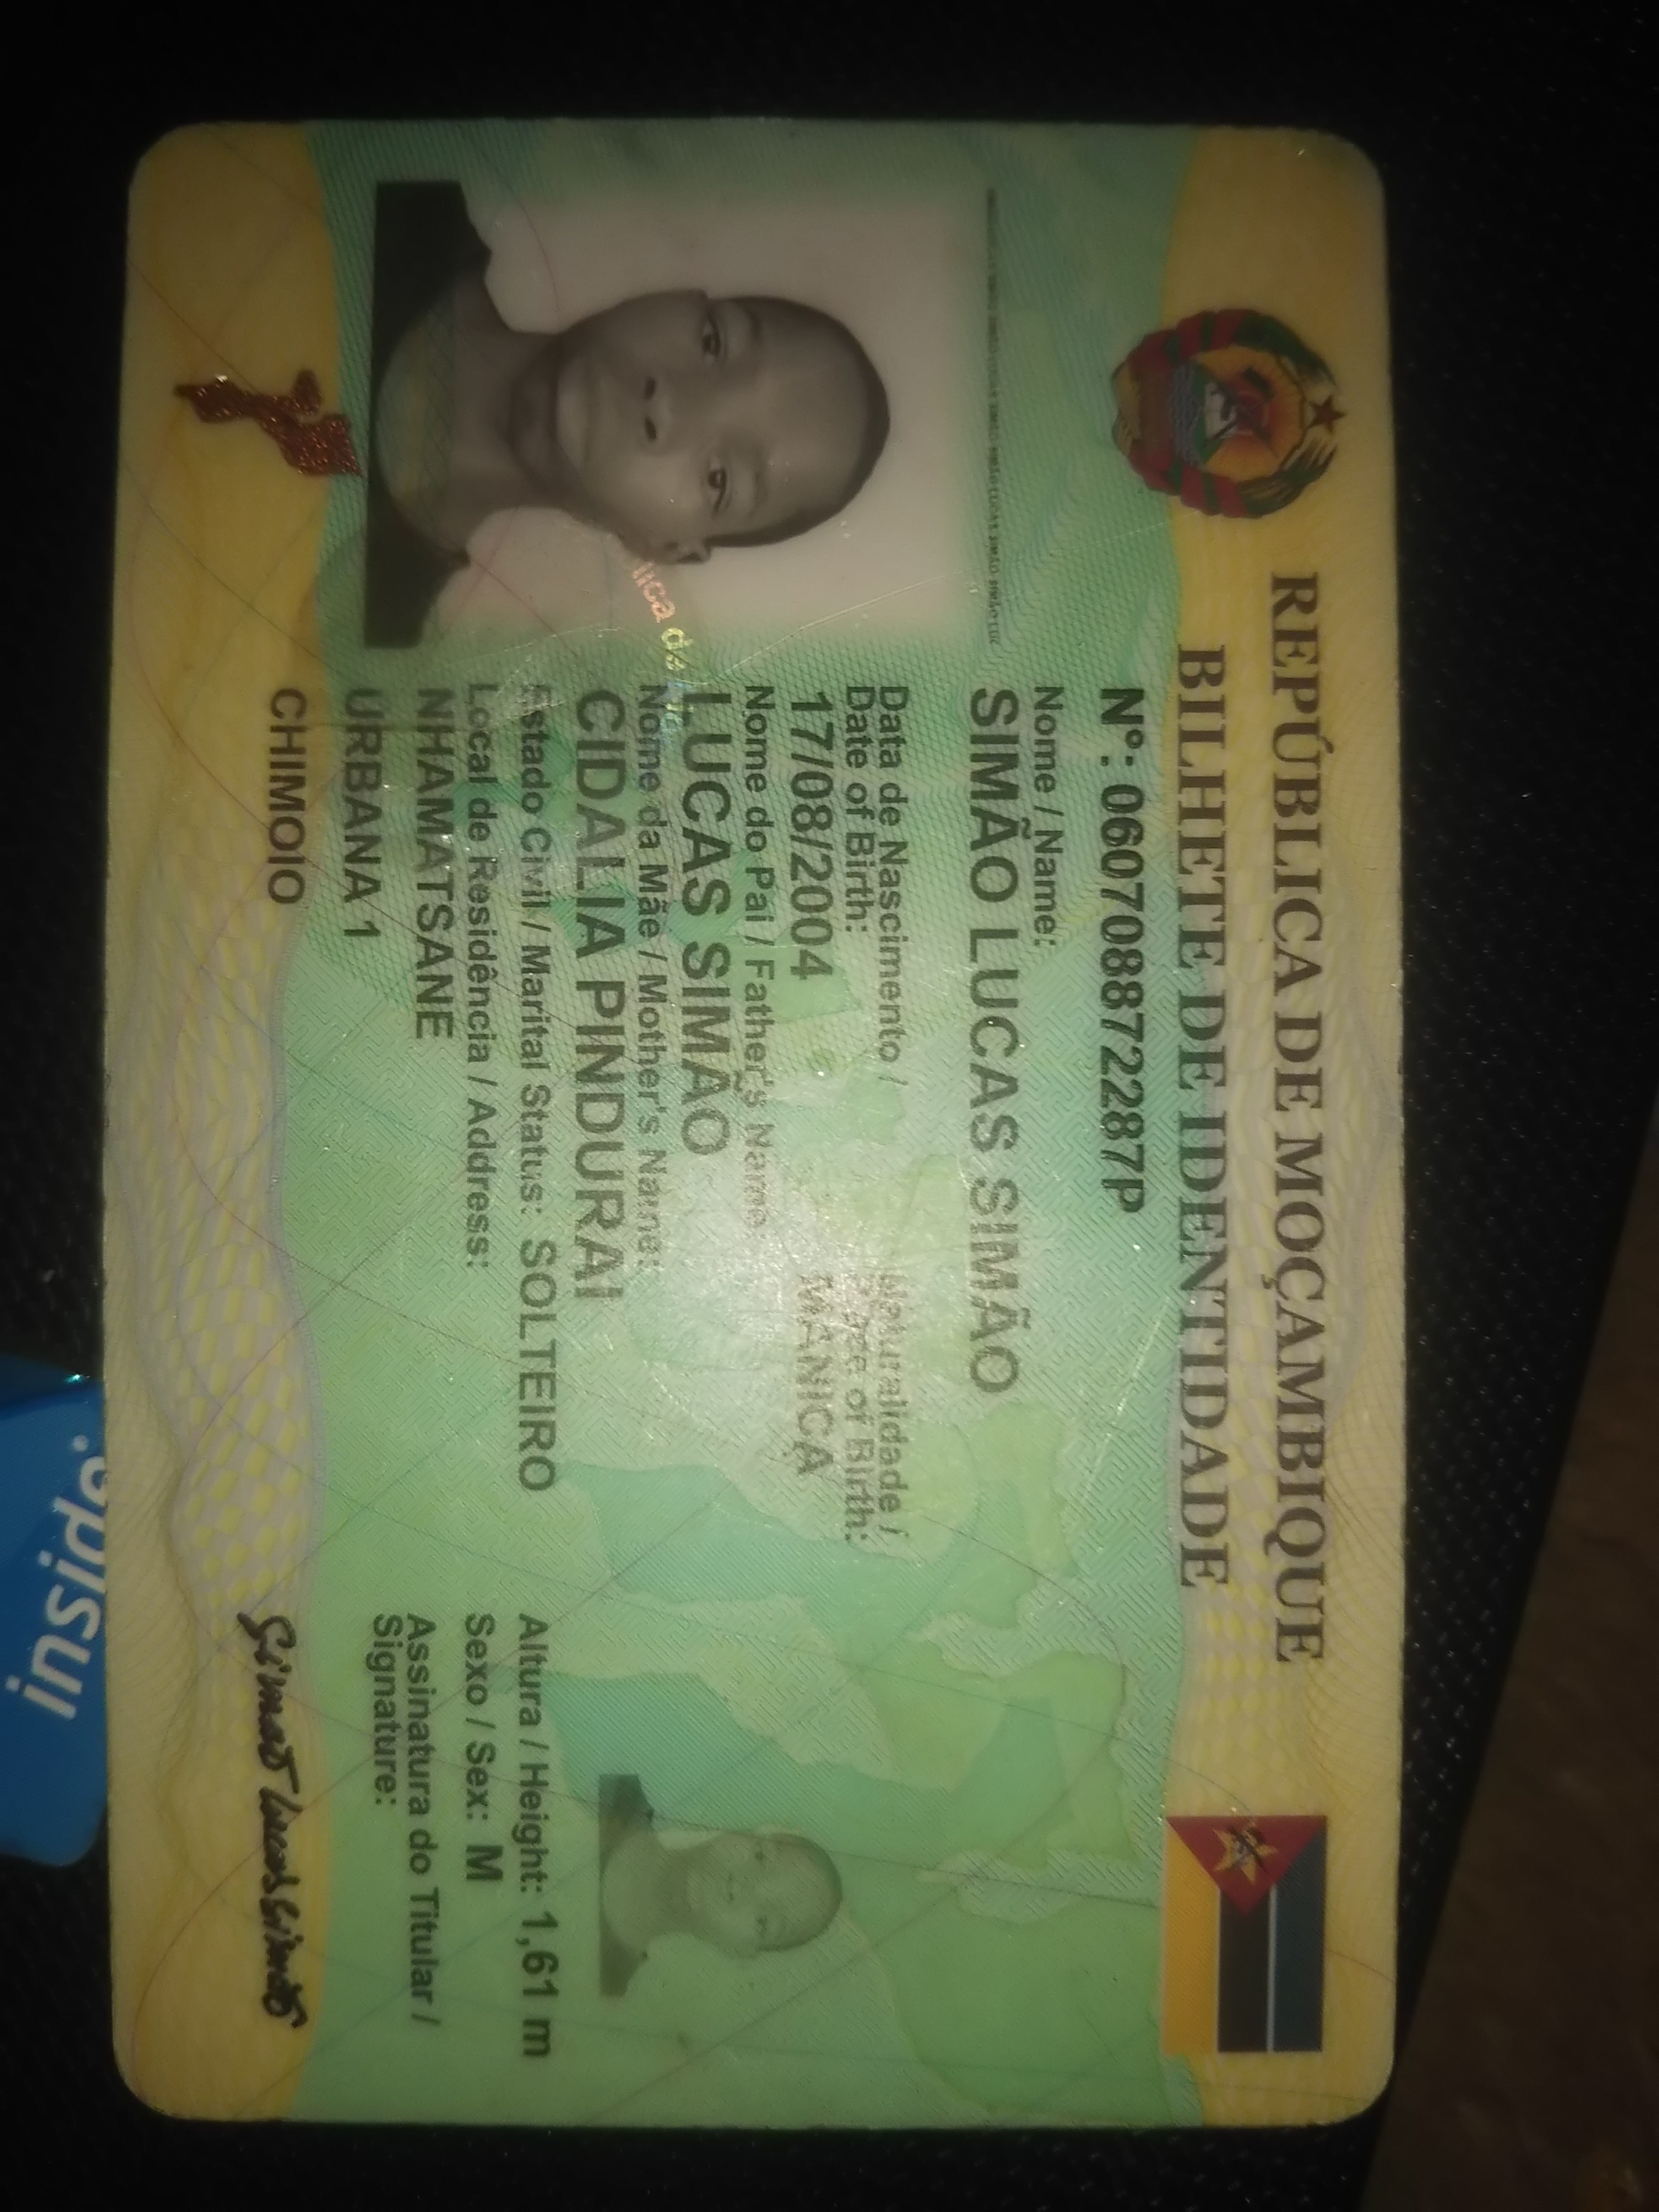 REPÚBLICA DE MOÇAMBIQUE
BILHETE DE IDENTIDADE
Nº: 060708872287P
Nome / Name:
SIMÃO LUCAS SIMÃO
Data de Nascimento /
Date of Birth:
17/08/2004
Naturalidade /
Place of Birth:
MANICA
Nome do Pai / Father's Name:
LUCAS SIMÃO
Nome da Mãe / Mother's Name:
CIDALIA PINDURAI
Estado Civil / Marital Status: SOLTEIRO
Local de Residência / Address:
NHAMATSANE
URBANA 1
CHIMOIO
Altura / Height: 1,61 m
Sexo / Sex: M
Assinatura do Titular /
Signature:
Simão Lucas Simão
inside